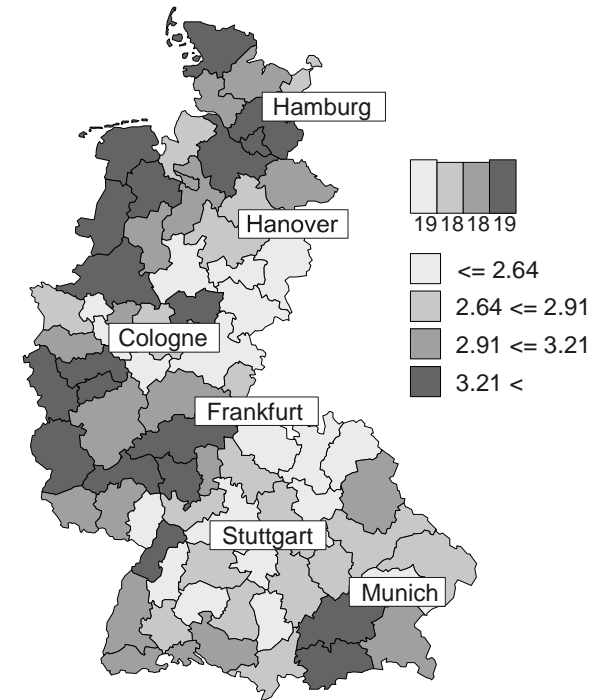 Hamburg
Hanover
19 18 18 19
<= 2.64
2.64 <= 2.91
Cologne
2.91 <= 3.21
3.21 <
Frankfurt
Stuttgart
Munich